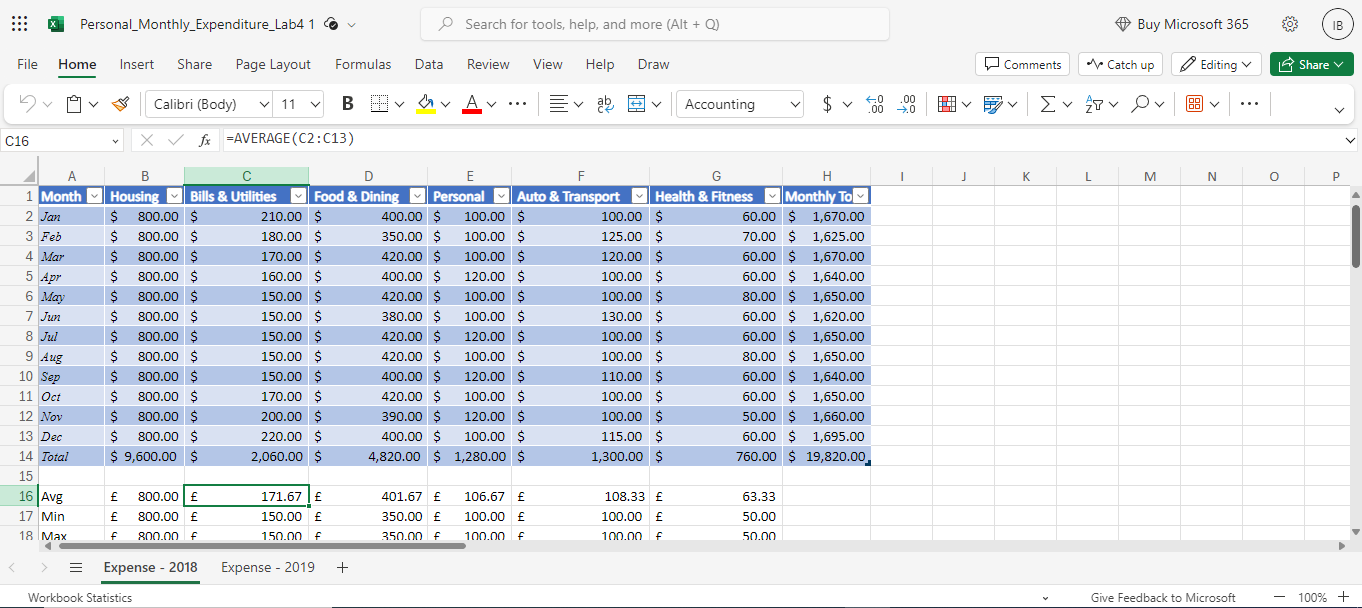 Personal_Monthly_Expenditure_Lab4 1 Search for tools, help, and more (Alt + Q) Buy Microsoft 365 IB
File Home Insert Share Page Layout Formulas Data Review View Help Draw Comments Catch up Editing Share
Calibri (Body) 11 B A ab Accounting $ .00 .00
C16 fx =AVERAGE(C2:C13)
A B C D E F G H I J K L M N O P
1 Month Housing Bills & Utilities Food & Dining Personal Auto & Transport Health & Fitness Monthly To
2 Jan $ 800.00 $ 210.00 $ 400.00 $ 100.00 $ 100.00 $ 60.00 $ 1,670.00
3 Feb $ 800.00 $ 180.00 $ 350.00 $ 100.00 $ 125.00 $ 70.00 $ 1,625.00
4 Mar $ 800.00 $ 170.00 $ 420.00 $ 100.00 $ 120.00 $ 60.00 $ 1,670.00
5 Apr $ 800.00 $ 160.00 $ 400.00 $ 120.00 $ 100.00 $ 60.00 $ 1,640.00
6 May $ 800.00 $ 150.00 $ 420.00 $ 100.00 $ 100.00 $ 80.00 $ 1,650.00
7 Jun $ 800.00 $ 150.00 $ 380.00 $ 100.00 $ 130.00 $ 60.00 $ 1,620.00
8 Jul $ 800.00 $ 150.00 $ 420.00 $ 120.00 $ 100.00 $ 60.00 $ 1,650.00
9 Aug $ 800.00 $ 150.00 $ 420.00 $ 100.00 $ 100.00 $ 80.00 $ 1,650.00
10 Sep $ 800.00 $ 150.00 $ 400.00 $ 120.00 $ 110.00 $ 60.00 $ 1,640.00
11 Oct $ 800.00 $ 170.00 $ 420.00 $ 100.00 $ 100.00 $ 60.00 $ 1,650.00
12 Nov $ 800.00 $ 200.00 $ 390.00 $ 120.00 $ 100.00 $ 50.00 $ 1,660.00
13 Dec $ 800.00 $ 220.00 $ 400.00 $ 100.00 $ 115.00 $ 60.00 $ 1,695.00
14 Total $ 9,600.00 $ 2,060.00 $ 4,820.00 $ 1,280.00 $ 1,300.00 $ 760.00 $ 19,820.00
15
16 Avg £ 800.00 £ 171.67 £ 401.67 £ 106.67 £ 108.33 £ 63.33
17 Min £ 800.00 £ 150.00 £ 350.00 £ 100.00 £ 100.00 £ 50.00
18 Max £ 800.00 £ 150.00 £ 350.00 £ 100.00 £ 100.00 £ 50.00
Expense - 2018 Expense - 2019
Workbook Statistics Give Feedback to Microsoft 100%